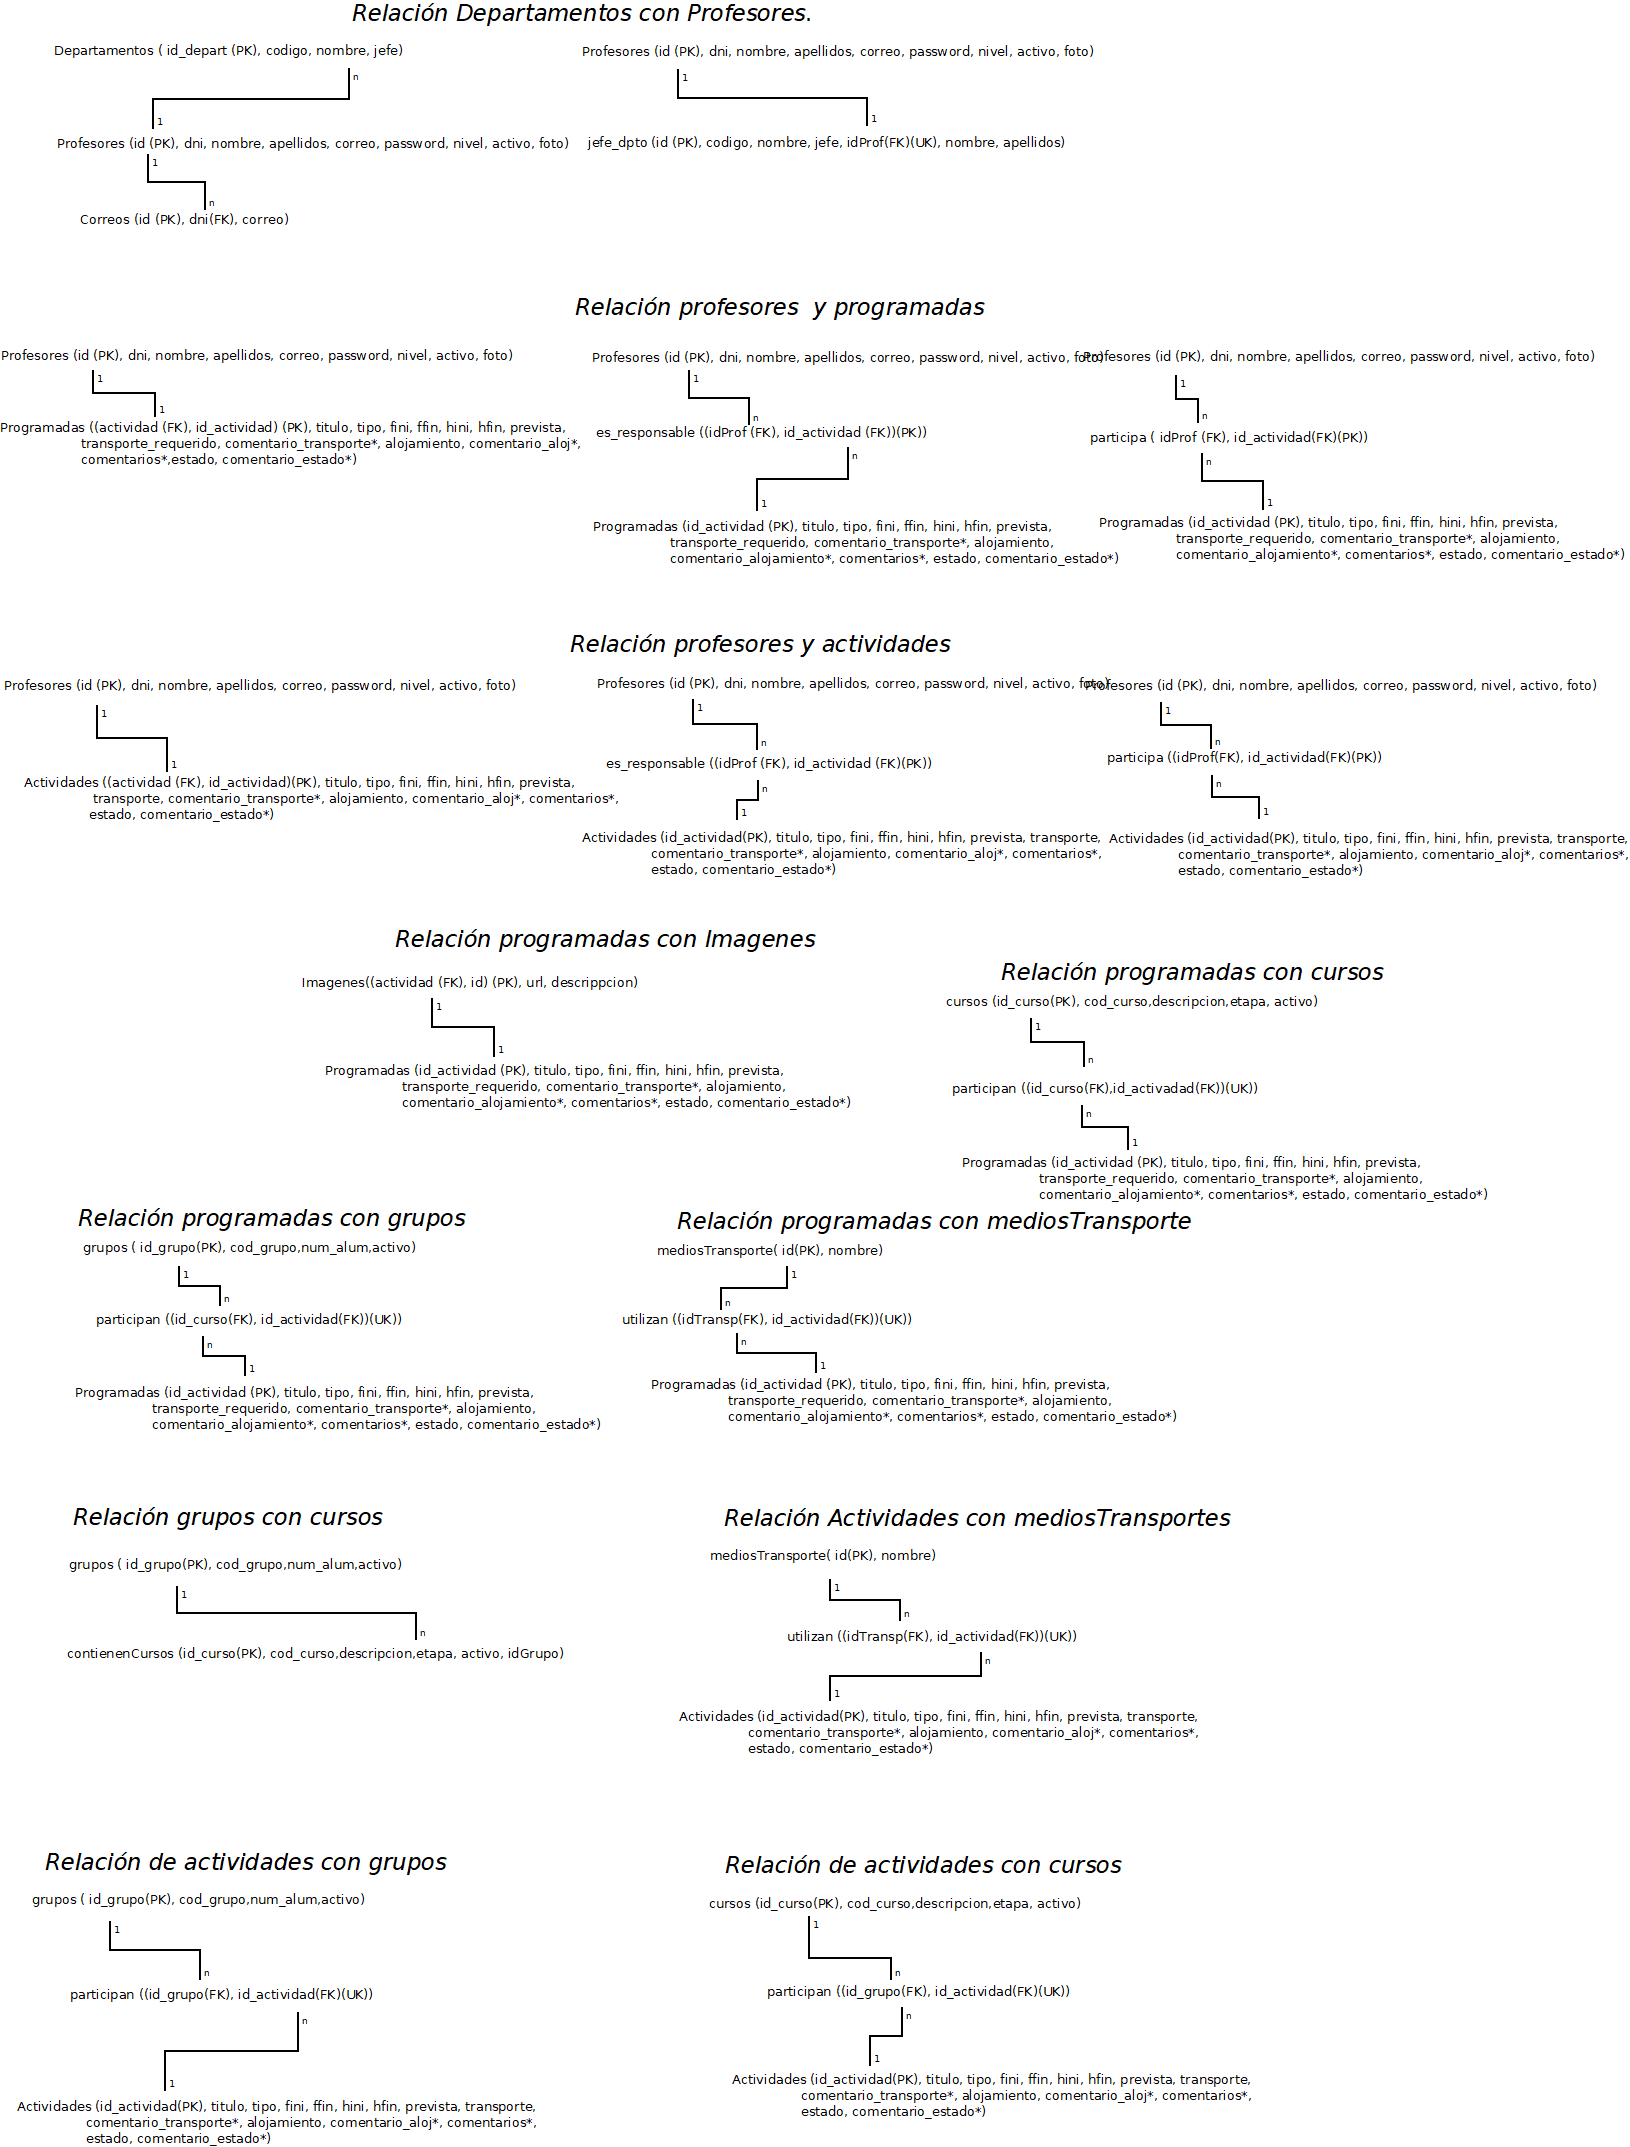 Relación Departamentos con Profesores.
Departamentos ( id_depart (PK), codigo, nombre, jefe)
n
1
Profesores (id (PK), dni, nombre, apellidos, correo, password, nivel, activo, foto)
1
n
Correos (id (PK), dni(FK), correo)
Profesores (id (PK), dni, nombre, apellidos, correo, password, nivel, activo, foto)
1
1
jefe_dpto (id (PK), codigo, nombre, jefe, idProf(FK)(UK), nombre, apellidos)
Relación profesores y programadas
Profesores (id (PK), dni, nombre, apellidos, correo, password, nivel, activo, foto)
1
1
Programadas ((actividad (FK), id_actividad) (PK), titulo, tipo, fini, ffin, hini, hfin, prevista,
transporte_requerido, comentario_transporte*, alojamiento, comentario_aloj*,
comentarios*,estado, comentario_estado*)
Profesores (id (PK), dni, nombre, apellidos, correo, password, nivel, activo, foto)
1
n
es_responsable ((idProf (FK), id_actividad (FK))(PK))
n
1
Programadas (id_actividad (PK), titulo, tipo, fini, ffin, hini, hfin, prevista,
transporte_requerido, comentario_transporte*, alojamiento,
comentario_alojamiento*, comentarios*, estado, comentario_estado*)
Profesores (id (PK), dni, nombre, apellidos, correo, password, nivel, activo, foto)
1
n
participa ( idProf (FK), id_actividad(FK)(PK))
n
1
Programadas (id_actividad (PK), titulo, tipo, fini, ffin, hini, hfin, prevista,
transporte_requerido, comentario_transporte*, alojamiento,
comentario_alojamiento*, comentarios*, estado, comentario_estado*)
Relación profesores y actividades
Profesores (id (PK), dni, nombre, apellidos, correo, password, nivel, activo, foto)
1
1
Actividades ((actividad (FK), id_actividad)(PK), titulo, tipo, fini, ffin, hini, hfin, prevista,
transporte, comentario_transporte*, alojamiento, comentario_aloj*, comentarios*,
estado, comentario_estado*)
Profesores (id (PK), dni, nombre, apellidos, correo, password, nivel, activo, foto)
1
n
es_responsable ((idProf (FK), id_actividad (FK)(PK))
n
1
Actividades (id_actividad(PK), titulo, tipo, fini, ffin, hini, hfin, prevista, transporte,
comentario_transporte*, alojamiento, comentario_aloj*, comentarios*,
estado, comentario_estado*)
Profesores (id (PK), dni, nombre, apellidos, correo, password, nivel, activo, foto)
1
n
participa ((idProf(FK), id_actividad(FK)(PK))
n
1
Actividades (id_actividad(PK), titulo, tipo, fini, ffin, hini, hfin, prevista, transporte,
comentario_transporte*, alojamiento, comentario_aloj*, comentarios*,
estado, comentario_estado*)
Relación programadas con Imagenes
Imagenes((actividad (FK), id) (PK), url, descrippcion)
1
1
Programadas (id_actividad (PK), titulo, tipo, fini, ffin, hini, hfin, prevista,
transporte_requerido, comentario_transporte*, alojamiento,
comentario_alojamiento*, comentarios*, estado, comentario_estado*)
Relación programadas con cursos
cursos (id_curso(PK), cod_curso,descripcion,etapa, activo)
1
n
participan ((id_curso(FK),id_activadad(FK))(UK))
n
1
Programadas (id_actividad (PK), titulo, tipo, fini, ffin, hini, hfin, prevista,
transporte_requerido, comentario_transporte*, alojamiento,
comentario_alojamiento*, comentarios*, estado, comentario_estado*)
Relación programadas con grupos
grupos ( id_grupo(PK), cod_grupo,num_alum,activo)
1
n
participan ((id_curso(FK), id_actividad(FK))(UK))
n
1
Programadas (id_actividad (PK), titulo, tipo, fini, ffin, hini, hfin, prevista,
transporte_requerido, comentario_transporte*, alojamiento,
comentario_alojamiento*, comentarios*, estado, comentario_estado*)
Relación programadas con mediosTransporte
mediosTransporte( id(PK), nombre)
1
n
utilizan ((idTransp(FK), id_actividad(FK))(UK))
n
1
Programadas (id_actividad (PK), titulo, tipo, fini, ffin, hini, hfin, prevista,
transporte_requerido, comentario_transporte*, alojamiento,
comentario_alojamiento*, comentarios*, estado, comentario_estado*)
Relación grupos con cursos
grupos ( id_grupo(PK), cod_grupo,num_alum,activo)
1
n
contienenCursos (id_curso(PK), cod_curso,descripcion,etapa, activo, idGrupo)
Relación Actividades con mediosTransportes
mediosTransporte( id(PK), nombre)
1
n
utilizan ((idTransp(FK), id_actividad(FK))(UK))
n
1
Actividades (id_actividad(PK), titulo, tipo, fini, ffin, hini, hfin, prevista, transporte,
comentario_transporte*, alojamiento, comentario_aloj*, comentarios*,
estado, comentario_estado*)
Relación de actividades con grupos
grupos ( id_grupo(PK), cod_grupo,num_alum,activo)
1
n
participan ((id_grupo(FK), id_actividad(FK)(UK))
n
1
Actividades (id_actividad(PK), titulo, tipo, fini, ffin, hini, hfin, prevista, transporte,
comentario_transporte*, alojamiento, comentario_aloj*, comentarios*,
estado, comentario_estado*)
Relación de actividades con cursos
cursos (id_curso(PK), cod_curso,descripcion,etapa, activo)
1
n
participan ((id_grupo(FK), id_actividad(FK)(UK))
n
1
Actividades (id_actividad(PK), titulo, tipo, fini, ffin, hini, hfin, prevista, transporte,
comentario_transporte*, alojamiento, comentario_aloj*, comentarios*,
estado, comentario_estado*)